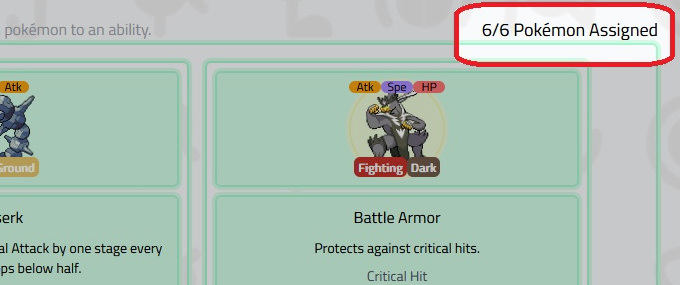 pokémon to an ability.
6/6 Pokémon Assigned
Atk
Atk Spe HP
Ground
Fighting Dark
serk
Battle Armor
al Attack by one stage every
ps below half.
Protects against critical hits.
Critical Hit